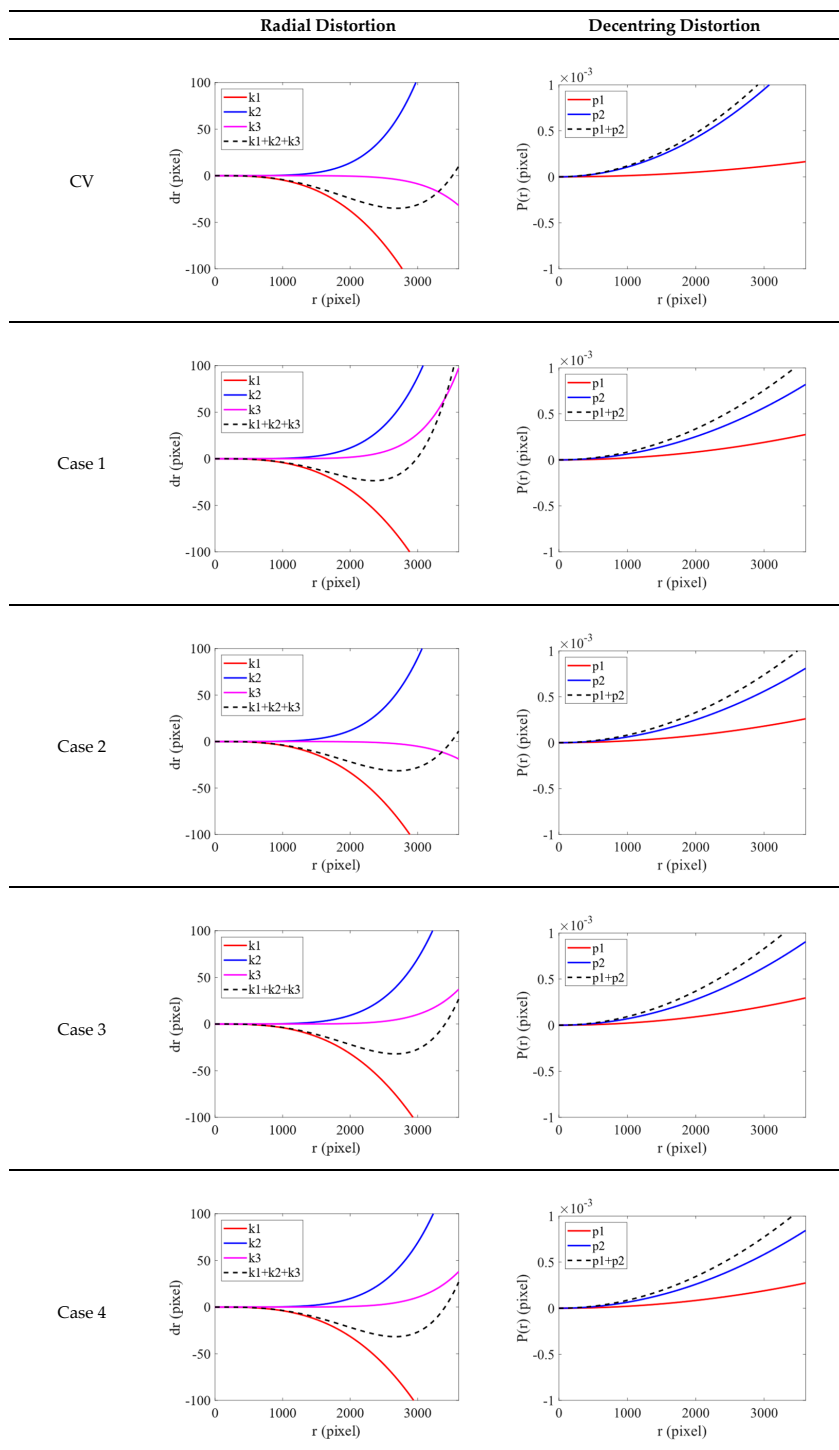 Radial Distortion Decentring Distortion
CV
100
50
0
-50
-100
dr (pixel)
k1
k2
k3
k1+k2+k3
0 1000 2000 3000
r (pixel)
×10⁻³
1
0.5
0
-0.5
-1
P(r) (pixel)
p1
p2
p1+p2
0 1000 2000 3000
r (pixel)
Case 1
100
50
0
-50
-100
dr (pixel)
k1
k2
k3
k1+k2+k3
0 1000 2000 3000
r (pixel)
×10⁻³
1
0.5
0
-0.5
-1
P(r) (pixel)
p1
p2
p1+p2
0 1000 2000 3000
r (pixel)
Case 2
100
50
0
-50
-100
dr (pixel)
k1
k2
k3
k1+k2+k3
0 1000 2000 3000
r (pixel)
×10⁻³
1
0.5
0
-0.5
-1
P(r) (pixel)
p1
p2
p1+p2
0 1000 2000 3000
r (pixel)
Case 3
100
50
0
-50
-100
dr (pixel)
k1
k2
k3
k1+k2+k3
0 1000 2000 3000
r (pixel)
×10⁻³
1
0.5
0
-0.5
-1
P(r) (pixel)
p1
p2
p1+p2
0 1000 2000 3000
r (pixel)
Case 4
100
50
0
-50
-100
dr (pixel)
k1
k2
k3
k1+k2+k3
0 1000 2000 3000
r (pixel)
×10⁻³
1
0.5
0
-0.5
-1
P(r) (pixel)
p1
p2
p1+p2
0 1000 2000 3000
r (pixel)